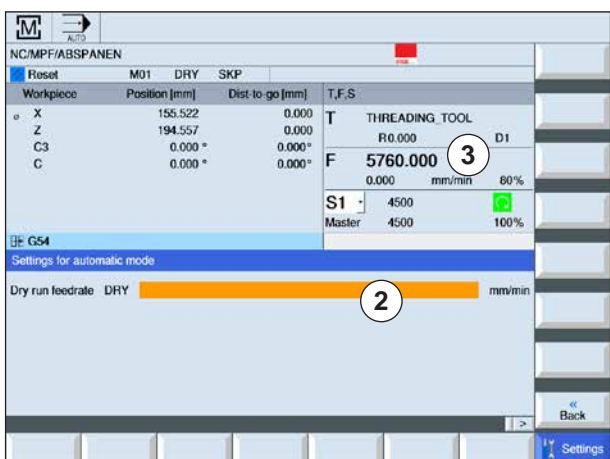 M
AUTO
NC/MPF/ABSPANEN
Reset M01 DRY SKP
Workpiece Position [mm] Dist-to-go [mm] T,F,S
X 155.522 0.000
Z 194.557 0.000
C3 0.000 ° 0.000°
C 0.000 ° 0.000°
T THREADING_TOOL
R0.000 D1
F 5760.000 3
0.000 mm/min 80%
S1 4500
Master 4500 100%
G54
Settings for automatic mode
Dry run feedrate DRY 2 mm/min
« Back
>
Settings